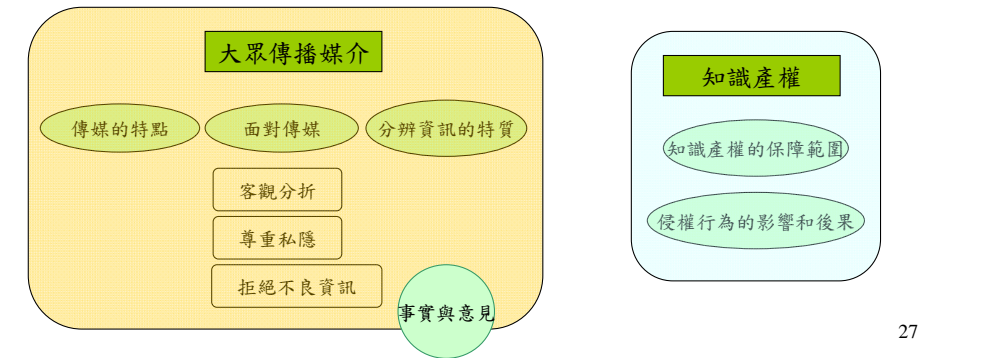 大眾傳播媒介
知識產權
傳媒的特點
面對傳媒
分辨資訊的特質
知識產權的保障範圍
客觀分折
尊重私隱
侵權行為的影響和後果
拒絕不良資訊
事實與意見
27